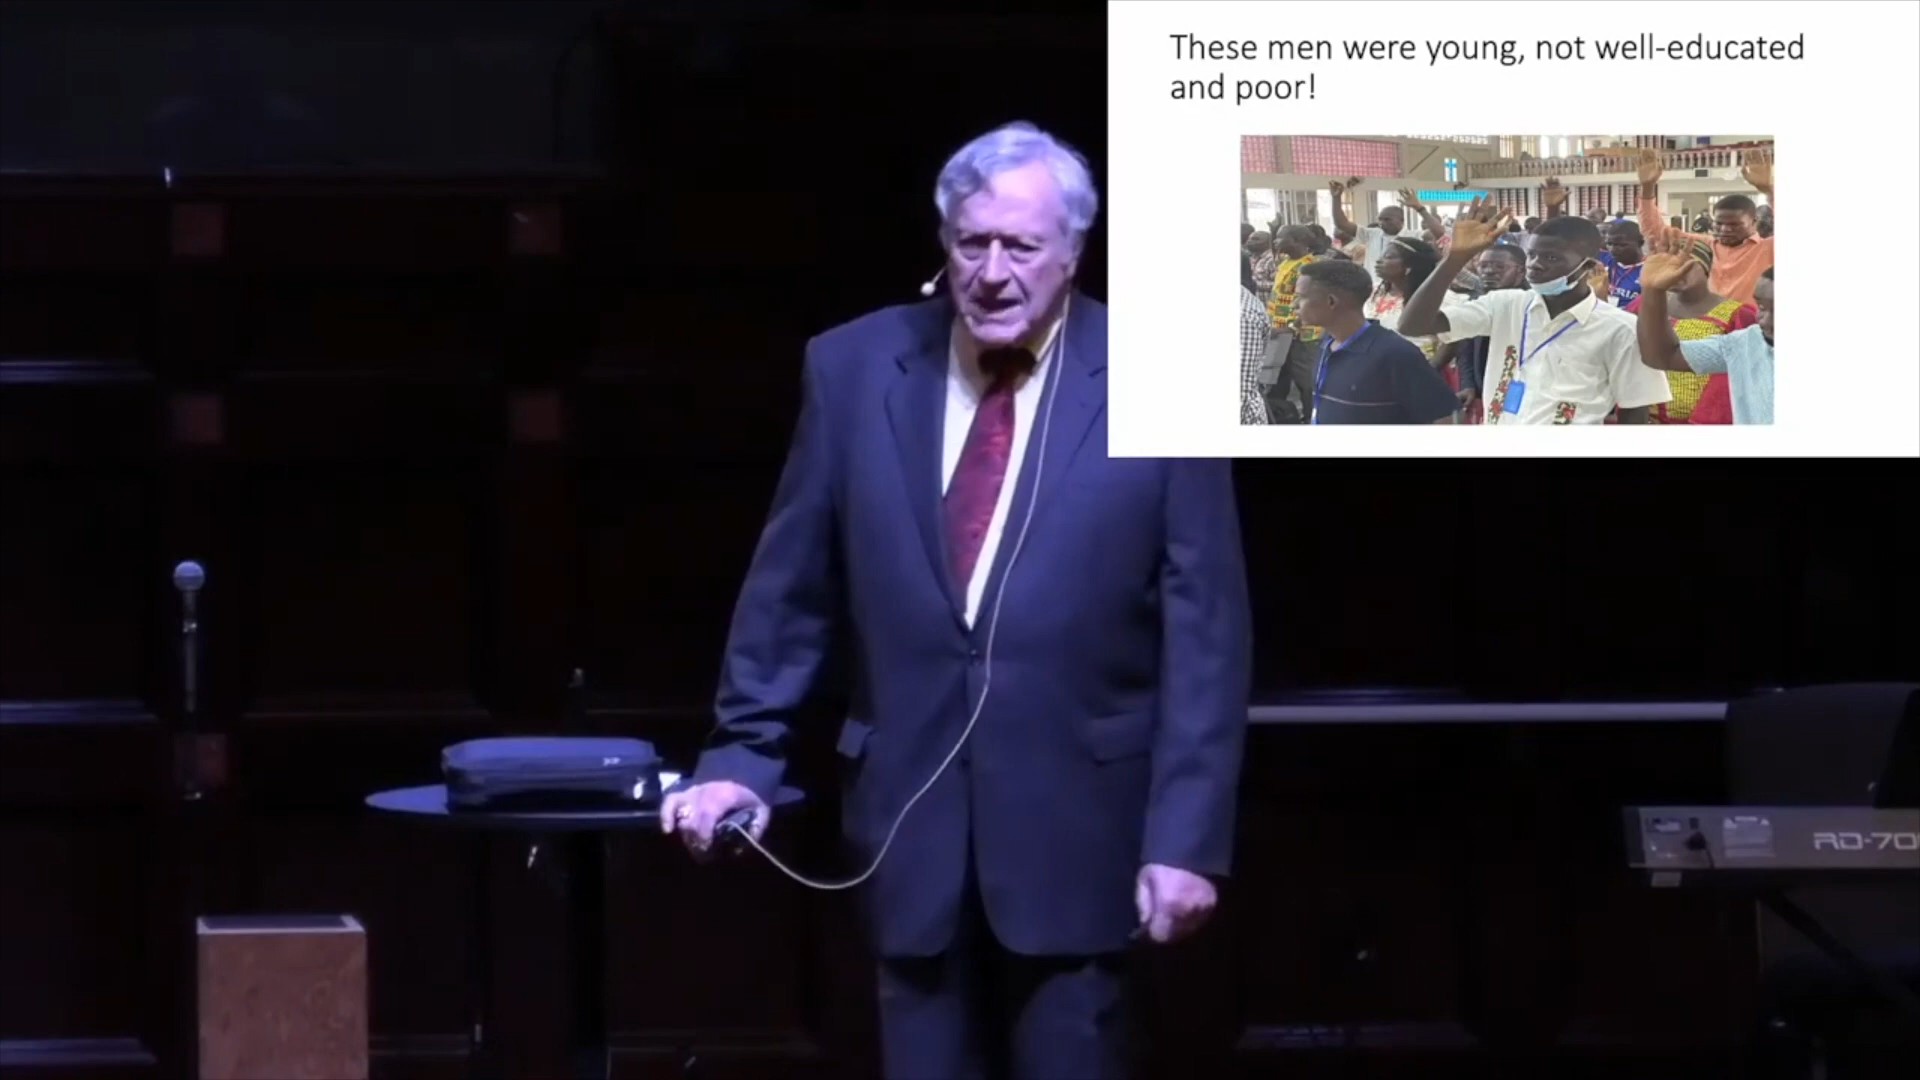 These men were young, not well-educated
and poor!
RD-70